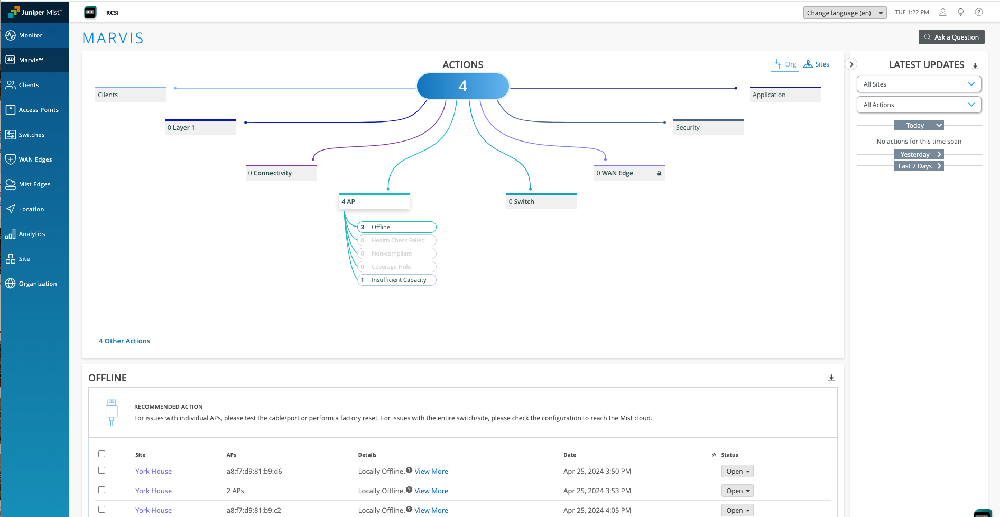 Juniper Mist™
RCSI
Change language (en)
TUE 1:22 PM
Monitor
Marvis™
Clients
Access Points
Switches
WAN Edges
Mist Edges
Location
Analytics
Site
Organization
MARVIS
Ask a Question
ACTIONS
Org
Sites
4
Clients
Application
0 Layer 1
Security
0 Connectivity
0 WAN Edge
4 AP
0 Switch
3 Offline
0 Health Check Failed
0 Non-compliant
0 Coverage Hole
1 Insufficient Capacity
4 Other Actions
LATEST UPDATES
All Sites
All Actions
Today
No actions for this time span
Yesterday
Last 7 Days
OFFLINE
RECOMMENDED ACTION
For issues with individual APs, please test the cable/port or perform a factory reset. For issues with the entire switch/site, please check the configuration to reach the Mist cloud.
Site APs Details Date Status
York House a8:f7:d9:81:b9:d6 Locally Offline. View More Apr 25, 2024 3:50 PM Open
York House 2 APs Locally Offline. View More Apr 25, 2024 3:53 PM Open
York House a8:f7:d9:81:b9:c2 Locally Offline. View More Apr 25, 2024 4:05 PM Open